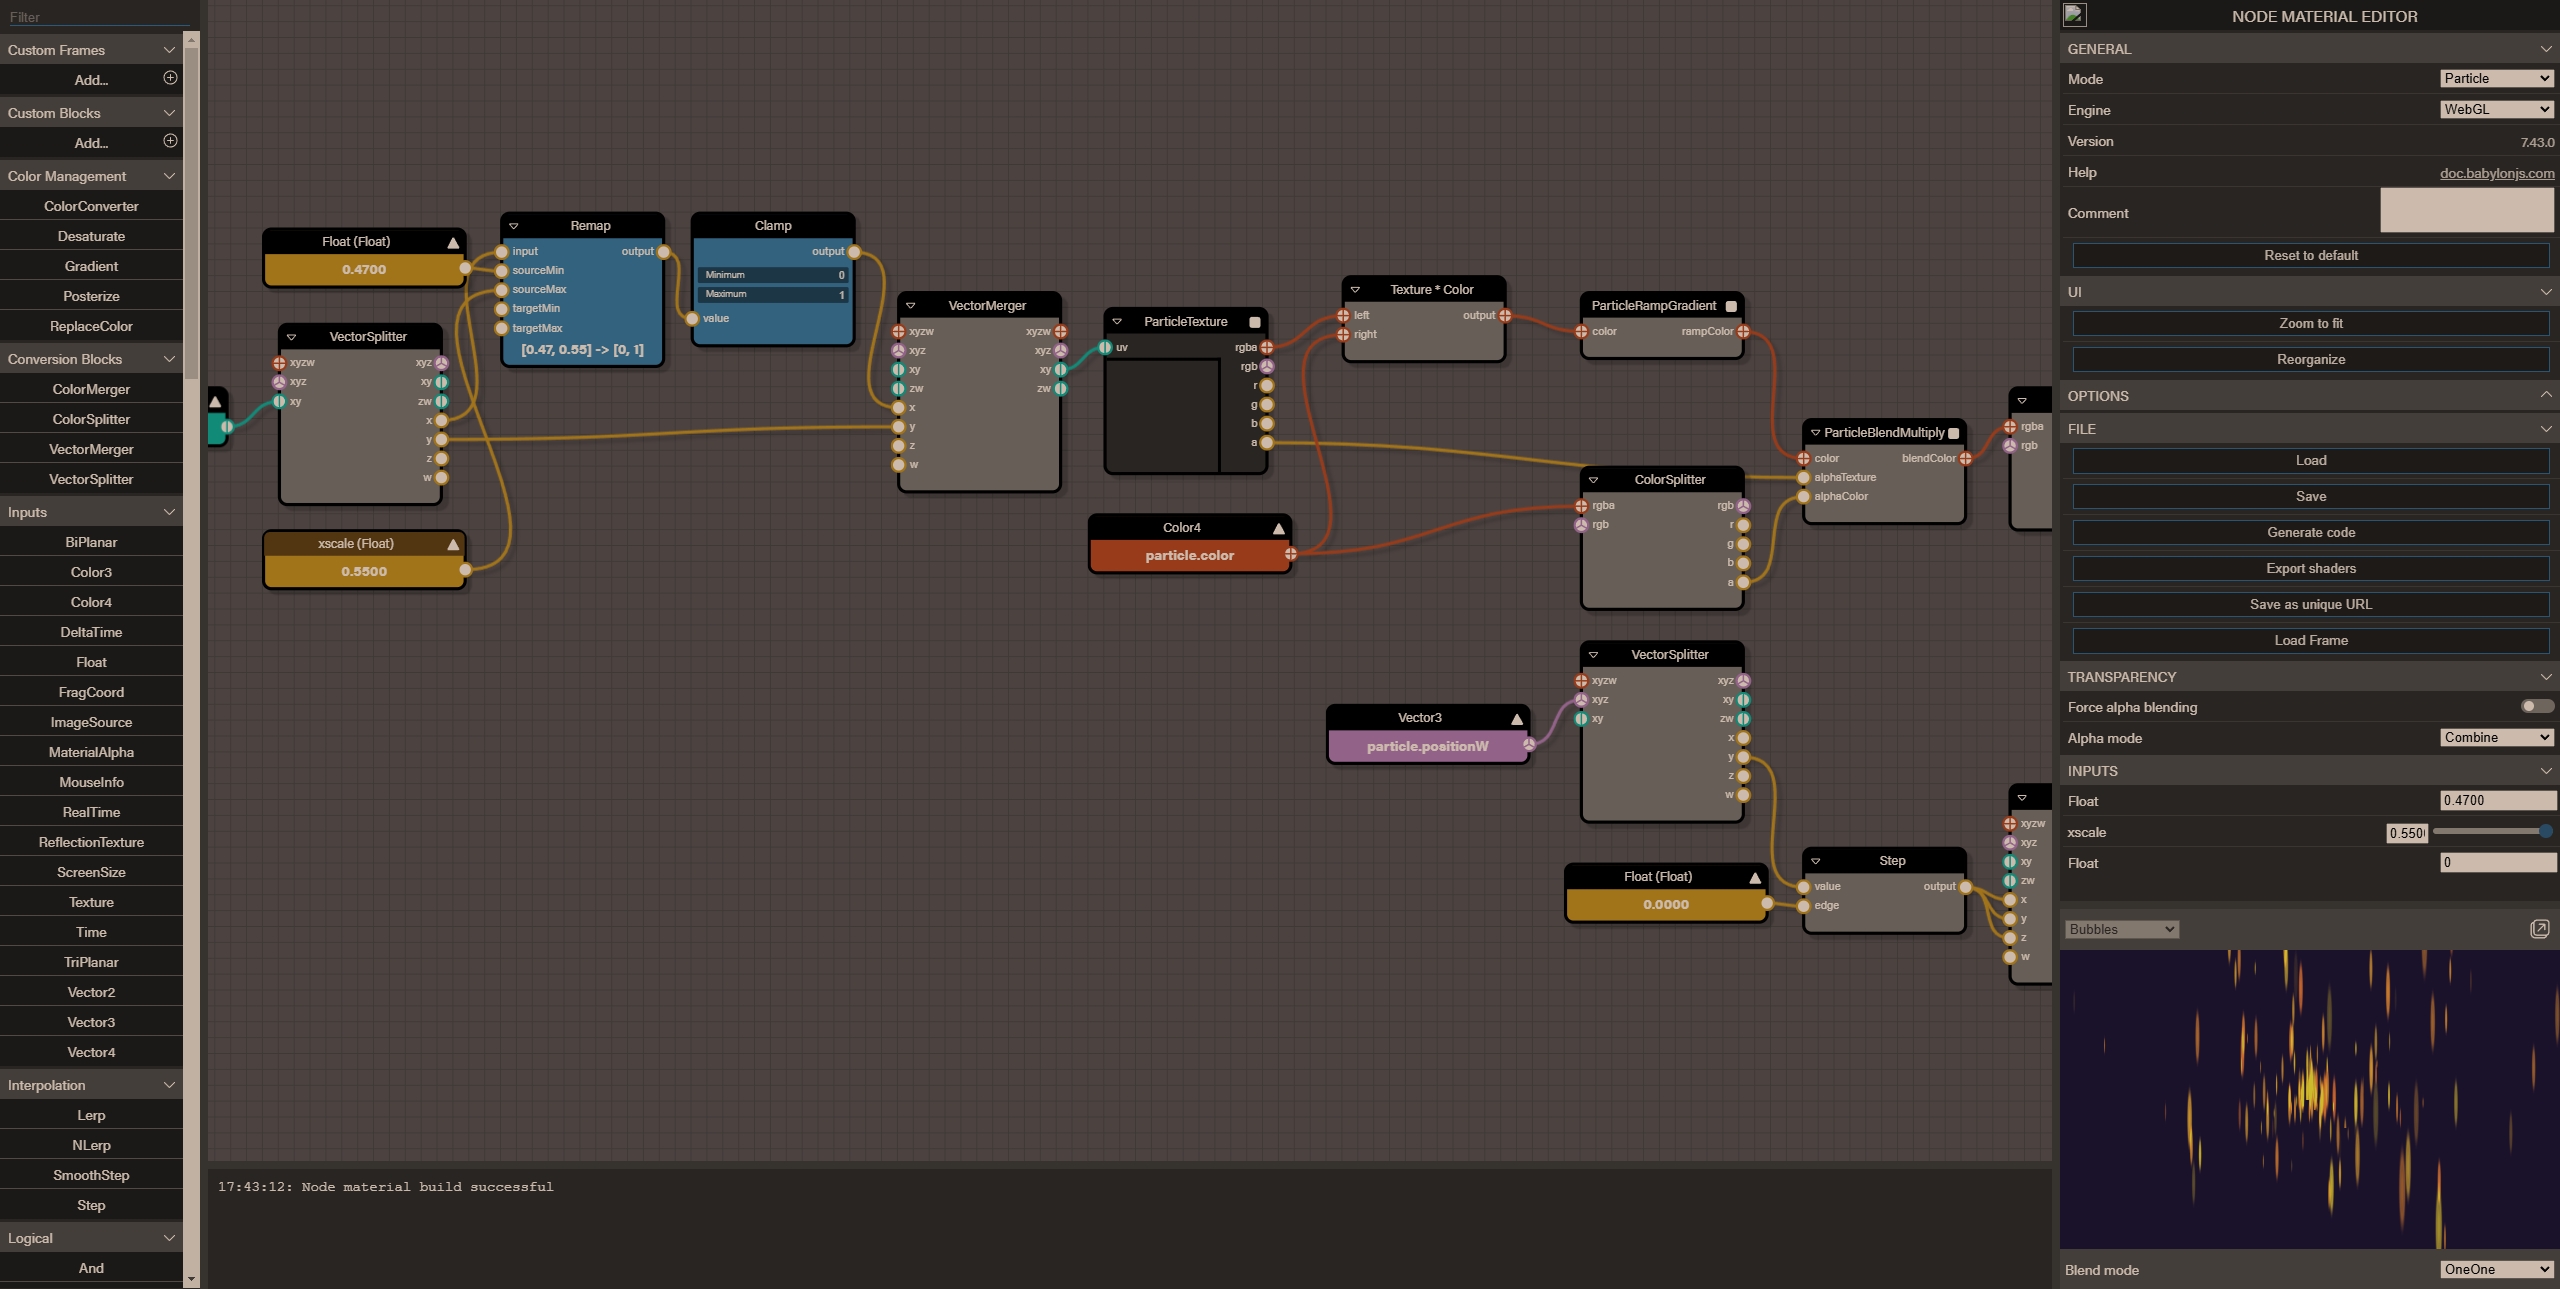 Filter
Custom Frames
Add...
Custom Blocks
Add...
Color Management
ColorConverter
Desaturate
Gradient
Posterize
ReplaceColor
Conversion Blocks
ColorMerger
ColorSplitter
VectorMerger
VectorSplitter
Inputs
BiPlanar
Color3
Color4
DeltaTime
Float
FragCoord
ImageSource
MaterialAlpha
MouseInfo
RealTime
ReflectionTexture
ScreenSize
Texture
Time
TriPlanar
Vector2
Vector3
Vector4
Interpolation
Lerp
NLerp
SmoothStep
Step
Logical
And
Float (Float)
0.4700
VectorSplitter
xyzw xyz
xyz xy
xy zw
x
y
z
w
xscale (Float)
0.5500
Remap
input output
sourceMin
sourceMax
targetMin
targetMax
[0.47, 0.55] -> [0, 1]
Clamp
output
Minimum 0
Maximum 1
value
VectorMerger
xyzw xyzw
xyz xyz
xy xy
zw zw
x
y
z
w
ParticleTexture
uv rgba
rgb
r
g
b
a
Color4
particle.color
Texture * Color
left output
right
ParticleRampGradient
color rampColor
ColorSplitter
rgba rgb
rgb r
g
b
a
ParticleBlendMultiply
color blendColor
alphaTexture
alphaColor
rgba
rgb
Vector3
particle.positionW
VectorSplitter
xyzw xyz
xyz xy
xy zw
x
y
z
w
Float (Float)
0.0000
Step
value output
edge
xyzw
xyz
xy
zw
x
y
z
w
17:43:12: Node material build successful
NODE MATERIAL EDITOR
GENERAL
Mode Particle
Engine WebGL
Version 7.43.0
Help doc.babylonjs.com
Comment
Reset to default
UI
Zoom to fit
Reorganize
OPTIONS
FILE
Load
Save
Generate code
Export shaders
Save as unique URL
Load Frame
TRANSPARENCY
Force alpha blending
Alpha mode Combine
INPUTS
Float 0.4700
xscale 0.550
Float 0
Bubbles
Blend mode OneOne